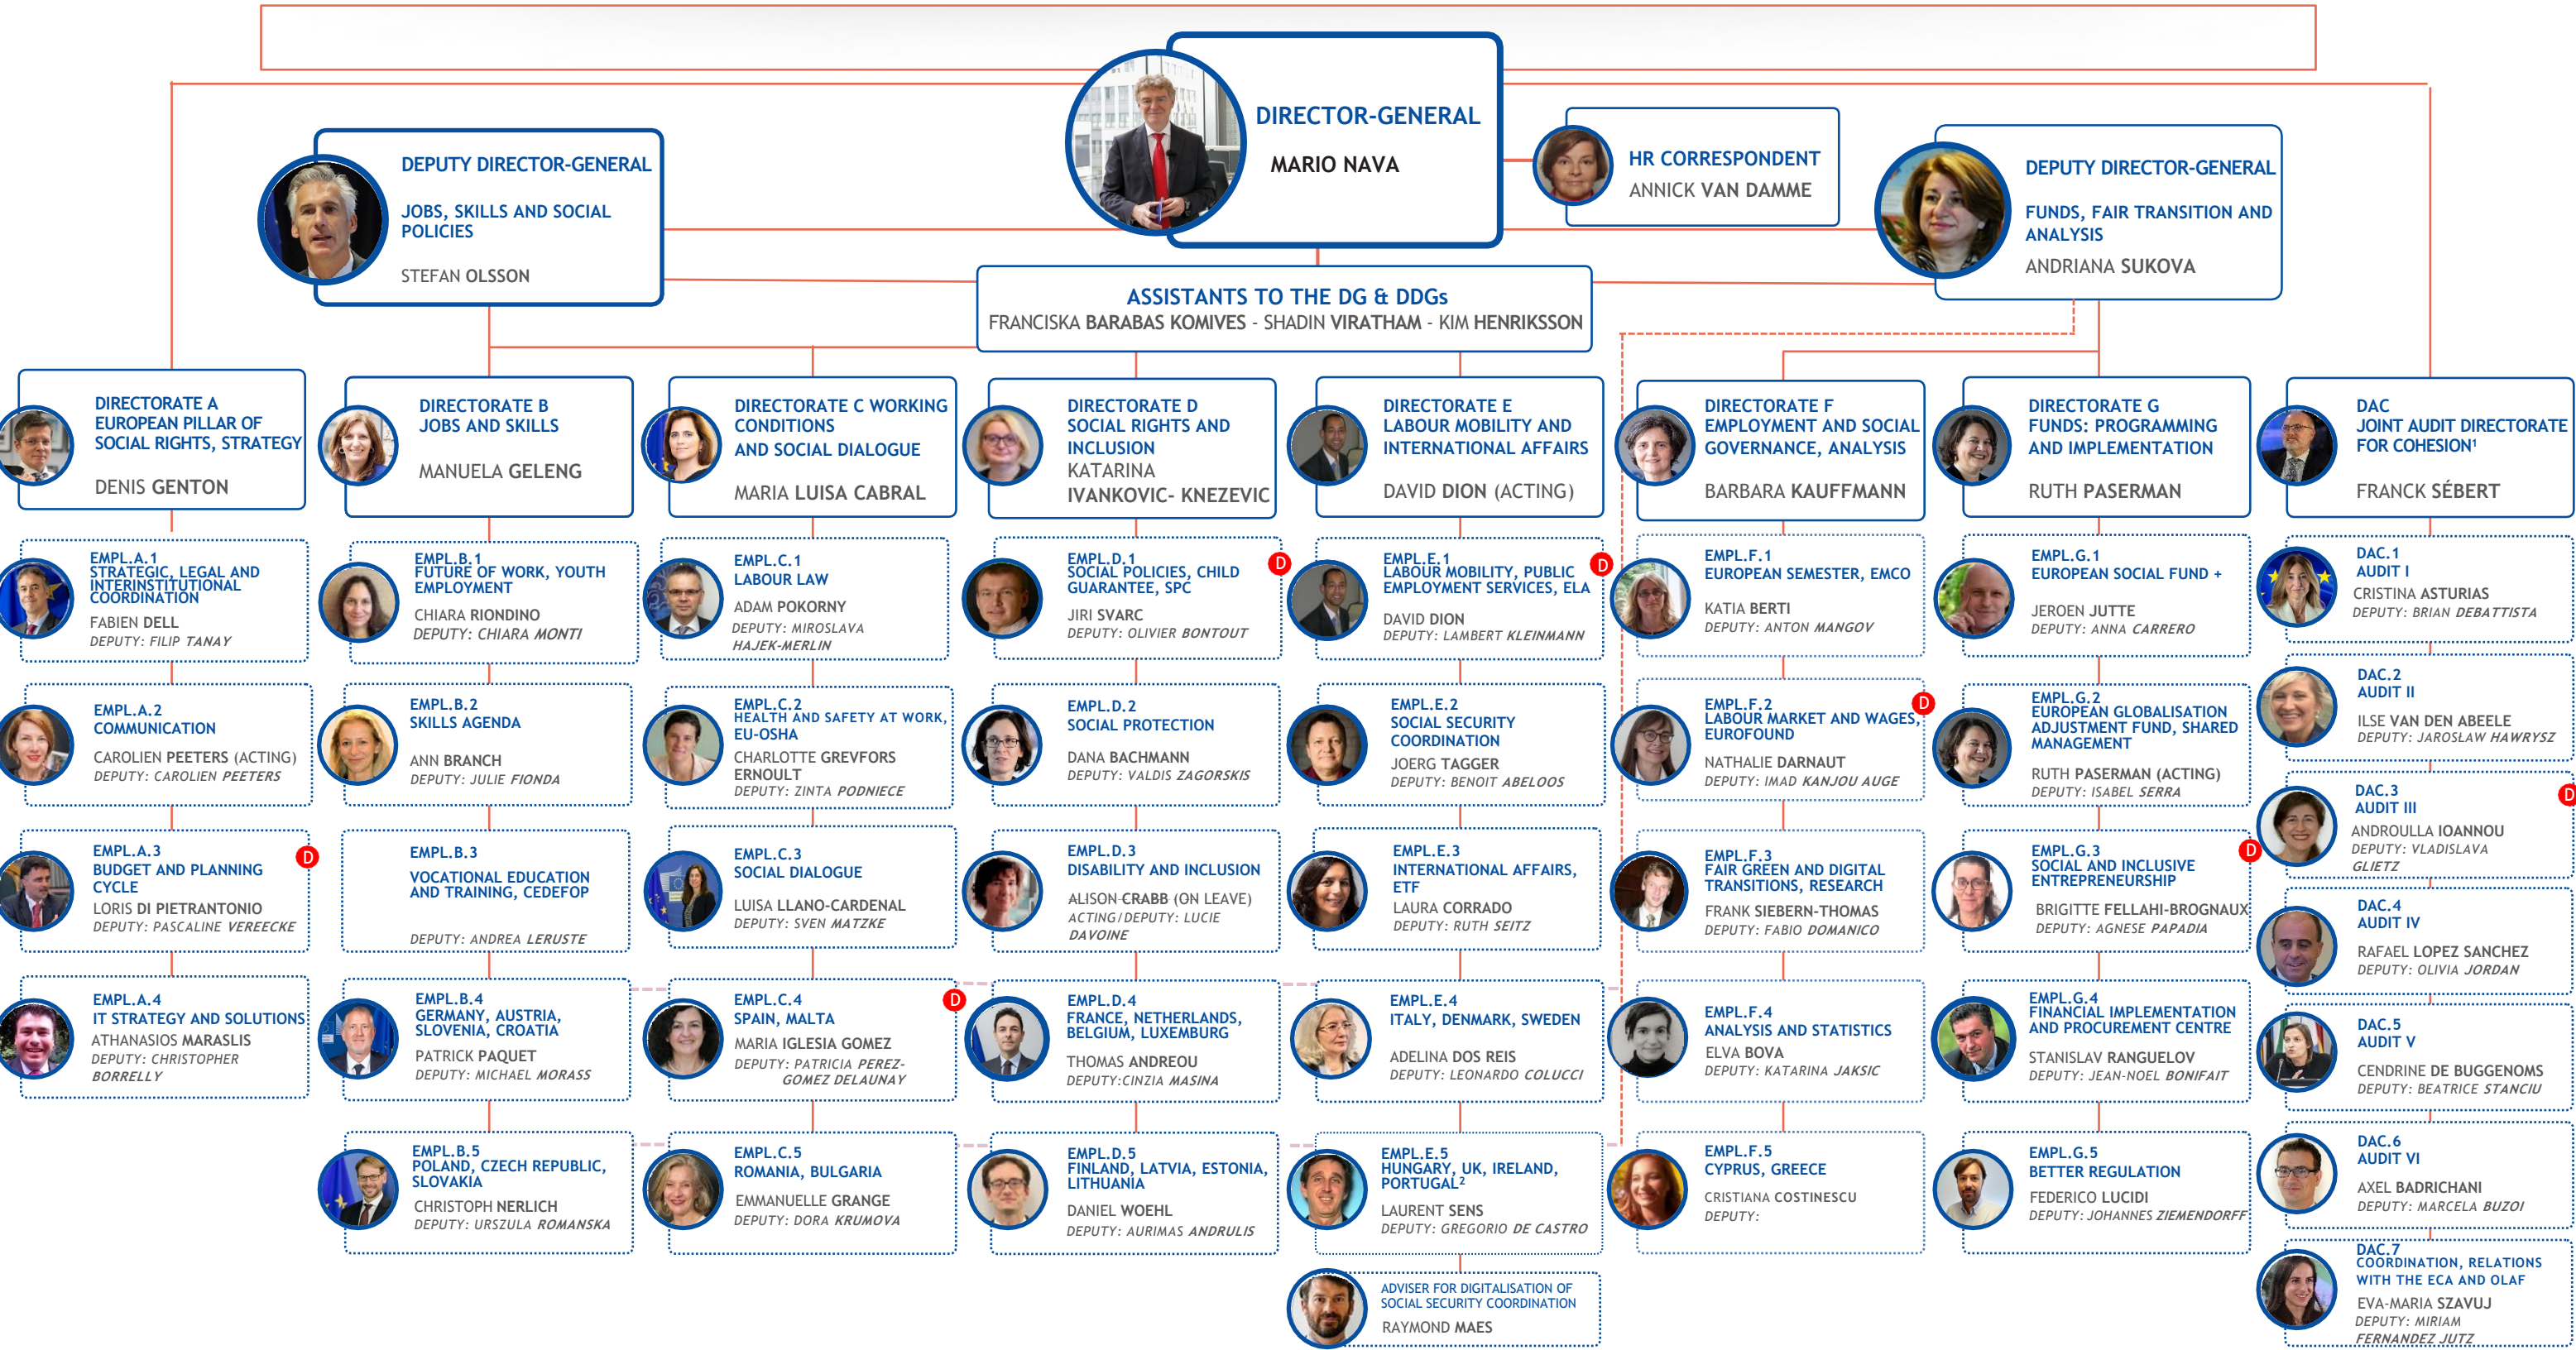 DIRECTOR-GENERAL
MARIO NAVA
HR CORRESPONDENT
ANNICK VAN DAMME
DEPUTY DIRECTOR-GENERAL
JOBS, SKILLS AND SOCIAL
POLICIES
STEFAN OLSSON
DEPUTY DIRECTOR-GENERAL
FUNDS, FAIR TRANSITION AND
ANALYSIS
ANDRIANA SUKOVA
ASSISTANTS TO THE DG & DDGs
FRANCISKA BARABAS KOMIVES - SHADIN VIRATHAM - KIM HENRIKSSON
DIRECTORATE A
EUROPEAN PILLAR OF
SOCIAL RIGHTS, STRATEGY
DENIS GENTON
EMPL.A.1
STRATEGIC, LEGAL AND
INTERINSTITUTIONAL
COORDINATION
FABIEN DELL
DEPUTY: FILIP TANAY
EMPL.A.2
COMMUNICATION
CAROLIEN PEETERS (ACTING)
DEPUTY: CAROLIEN PEETERS
EMPL.A.3
BUDGET AND PLANNING
CYCLE
LORIS DI PIETRANTONIO
DEPUTY: PASCALINE VEREECKE
D
EMPL.A.4
IT STRATEGY AND SOLUTIONS
ATHANASIOS MARASLIS
DEPUTY: CHRISTOPHER
BORRELLY
DIRECTORATE B
JOBS AND SKILLS
MANUELA GELENG
EMPL.B.1
FUTURE OF WORK, YOUTH
EMPLOYMENT
CHIARA RIONDINO
DEPUTY: CHIARA MONTI
EMPL.B.2
SKILLS AGENDA
ANN BRANCH
DEPUTY: JULIE FIONDA
EMPL.B.3
VOCATIONAL EDUCATION
AND TRAINING, CEDEFOP
DEPUTY: ANDREA LERUSTE
EMPL.B.4
GERMANY, AUSTRIA,
SLOVENIA, CROATIA
PATRICK PAQUET
DEPUTY: MICHAEL MORASS
EMPL.B.5
POLAND, CZECH REPUBLIC,
SLOVAKIA
CHRISTOPH NERLICH
DEPUTY: URSZULA ROMANSKA
DIRECTORATE C WORKING
CONDITIONS
AND SOCIAL DIALOGUE
MARIA LUISA CABRAL
EMPL.C.1
LABOUR LAW
ADAM POKORNY
DEPUTY: MIROSLAVA
HAJEK-MERLIN
EMPL.C.2
HEALTH AND SAFETY AT WORK,
EU-OSHA
CHARLOTTE GREVFORS
ERNOULT
DEPUTY: ZINTA PODNIECE
EMPL.C.3
SOCIAL DIALOGUE
LUISA LLANO-CARDENAL
DEPUTY: SVEN MATZKE
EMPL.C.4
SPAIN, MALTA
MARIA IGLESIA GOMEZ
DEPUTY: PATRICIA PEREZ-
GOMEZ DELAUNAY
D
EMPL.C.5
ROMANIA, BULGARIA
EMMANUELLE GRANGE
DEPUTY: DORA KRUMOVA
DIRECTORATE D
SOCIAL RIGHTS AND
INCLUSION
KATARINA
IVANKOVIC- KNEZEVIC
EMPL.D.1
SOCIAL POLICIES, CHILD
GUARANTEE, SPC
JIRI SVARC
DEPUTY: OLIVIER BONTOUT
D
EMPL.D.2
SOCIAL PROTECTION
DANA BACHMANN
DEPUTY: VALDIS ZAGORSKIS
EMPL.D.3
DISABILITY AND INCLUSION
ALISON CRABB (ON LEAVE)
ACTING/DEPUTY: LUCIE
DAVOINE
EMPL.D.4
FRANCE, NETHERLANDS,
BELGIUM, LUXEMBURG
THOMAS ANDREOU
DEPUTY:CINZIA MASINA
EMPL.D.5
FINLAND, LATVIA, ESTONIA,
LITHUANIA
DANIEL WOEHL
DEPUTY: AURIMAS ANDRULIS
DIRECTORATE E
LABOUR MOBILITY AND
INTERNATIONAL AFFAIRS
DAVID DION (ACTING)
EMPL.E.1
LABOUR MOBILITY, PUBLIC
EMPLOYMENT SERVICES, ELA
DAVID DION
DEPUTY: LAMBERT KLEINMANN
D
EMPL.E.2
SOCIAL SECURITY
COORDINATION
JOERG TAGGER
DEPUTY: BENOIT ABELOOS
EMPL.E.3
INTERNATIONAL AFFAIRS,
ETF
LAURA CORRADO
DEPUTY: RUTH SEITZ
EMPL.E.4
ITALY, DENMARK, SWEDEN
ADELINA DOS REIS
DEPUTY: LEONARDO COLUCCI
EMPL.E.5
HUNGARY, UK, IRELAND,
PORTUGAL²
LAURENT SENS
DEPUTY: GREGORIO DE CASTRO
ADVISER FOR DIGITALISATION OF
SOCIAL SECURITY COORDINATION
RAYMOND MAES
DIRECTORATE F
EMPLOYMENT AND SOCIAL
GOVERNANCE, ANALYSIS
BARBARA KAUFFMANN
EMPL.F.1
EUROPEAN SEMESTER, EMCO
KATIA BERTI
DEPUTY: ANTON MANGOV
EMPL.F.2
LABOUR MARKET AND WAGES,
EUROFOUND
NATHALIE DARNAUT
DEPUTY: IMAD KANJOU AUGE
D
EMPL.F.3
FAIR GREEN AND DIGITAL
TRANSITIONS, RESEARCH
FRANK SIEBERN-THOMAS
DEPUTY: FABIO DOMANICO
EMPL.F.4
ANALYSIS AND STATISTICS
ELVA BOVA
DEPUTY: KATARINA JAKSIC
EMPL.F.5
CYPRUS, GREECE
CRISTIANA COSTINESCU
DEPUTY:
DIRECTORATE G
FUNDS: PROGRAMMING
AND IMPLEMENTATION
RUTH PASERMAN
EMPL.G.1
EUROPEAN SOCIAL FUND +
JEROEN JUTTE
DEPUTY: ANNA CARRERO
EMPL.G.2
EUROPEAN GLOBALISATION
ADJUSTMENT FUND, SHARED
MANAGEMENT
RUTH PASERMAN (ACTING)
DEPUTY: ISABEL SERRA
EMPL.G.3
SOCIAL AND INCLUSIVE
ENTREPRENEURSHIP
BRIGITTE FELLAHI-BROGNAUX
DEPUTY: AGNESE PAPADIA
D
EMPL.G.4
FINANCIAL IMPLEMENTATION
AND PROCUREMENT CENTRE
STANISLAV RANGUELOV
DEPUTY: JEAN-NOEL BONIFAIT
EMPL.G.5
BETTER REGULATION
FEDERICO LUCIDI
DEPUTY: JOHANNES ZIEMENDORFF
DAC
JOINT AUDIT DIRECTORATE
FOR COHESION¹
FRANCK SÉBERT
DAC.1
AUDIT I
CRISTINA ASTURIAS
DEPUTY: BRIAN DEBATTISTA
DAC.2
AUDIT II
ILSE VAN DEN ABEELE
DEPUTY: JAROSŁAW HAWRYSZ
DAC.3
AUDIT III
ANDROULLA IOANNOU
DEPUTY: VLADISLAVA
GLIETZ
D
DAC.4
AUDIT IV
RAFAEL LOPEZ SANCHEZ
DEPUTY: OLIVIA JORDAN
DAC.5
AUDIT V
CENDRINE DE BUGGENOMS
DEPUTY: BEATRICE STANCIU
DAC.6
AUDIT VI
AXEL BADRICHANI
DEPUTY: MARCELA BUZOI
DAC.7
COORDINATION, RELATIONS
WITH THE ECA AND OLAF
EVA-MARIA SZAVUJ
DEPUTY: MIRIAM
FERNANDEZ JUTZ